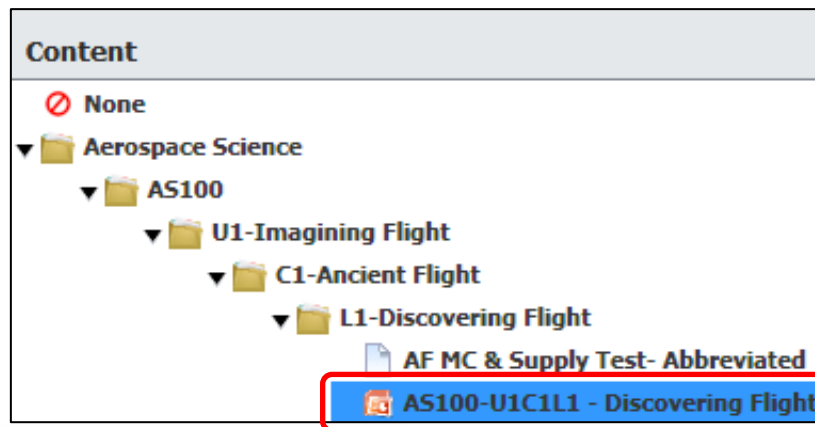 Content
None
Aerospace Science
AS100
U1-Imagining Flight
C1-Ancient Flight
L1-Discovering Flight
AF MC & Supply Test- Abbreviated
AS100-U1C1L1 - Discovering Flight